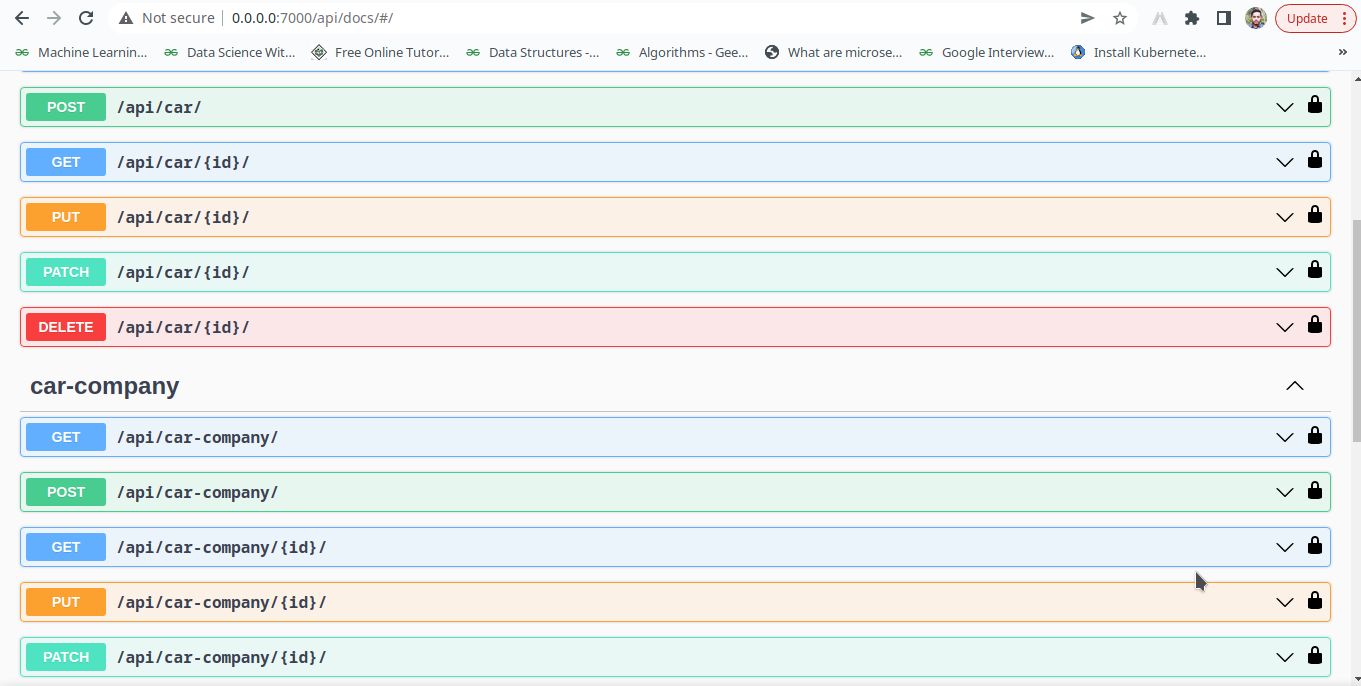 Not secure 0.0.0.0:7000/api/docs/#/ Update
Machine Learnin... Data Science Wit... Free Online Tutor... Data Structures -... Algorithms - Gee... What are microse... Google Interview... Install Kubernete... »
POST /api/car/
GET /api/car/{id}/
PUT /api/car/{id}/
PATCH /api/car/{id}/
DELETE /api/car/{id}/
car-company
GET /api/car-company/
POST /api/car-company/
GET /api/car-company/{id}/
PUT /api/car-company/{id}/
PATCH /api/car-company/{id}/